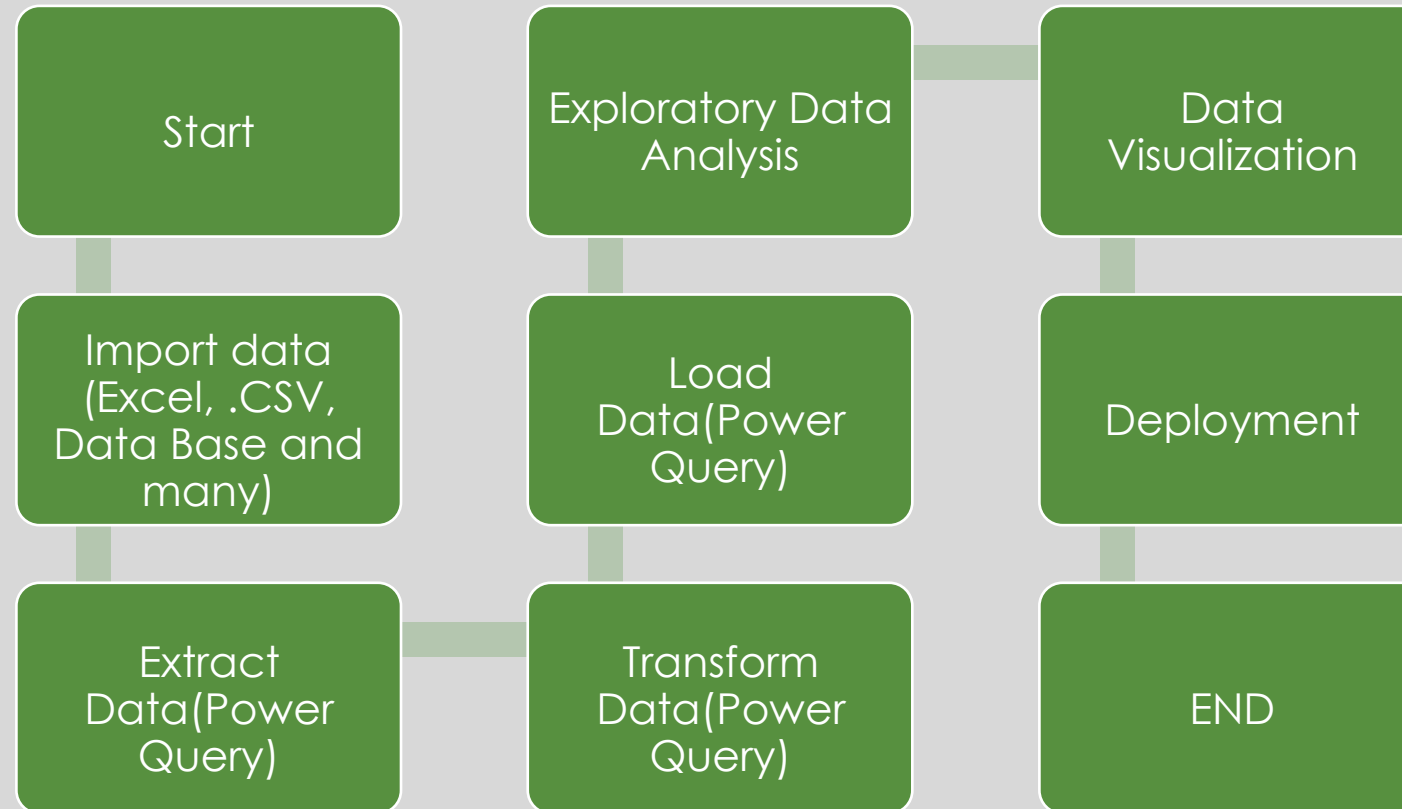 Start
Import data
(Excel, .CSV,
Data Base and
many)
Extract
Data(Power
Query)
Transform
Data(Power
Query)
Load
Data(Power
Query)
Exploratory Data
Analysis
Data
Visualization
Deployment
END